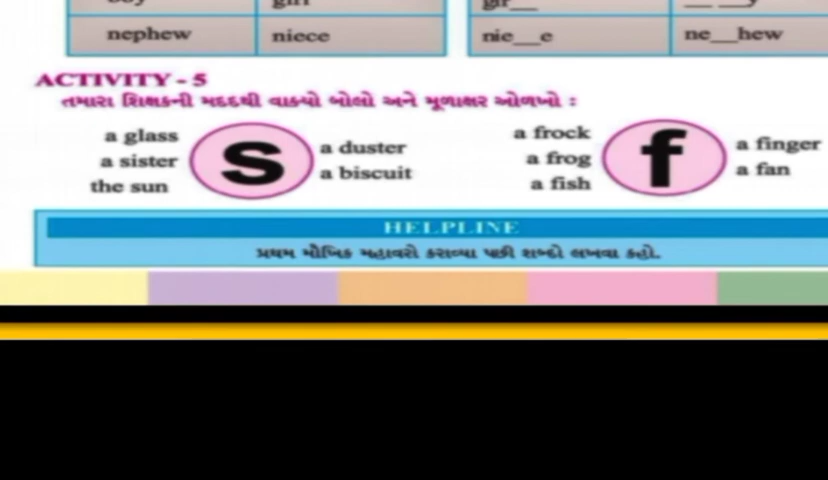 nephew niece nie__e ne__hew
ACTIVITY - 5
તમારા શિક્ષકની મદદથી વાક્યો બોલો અને મૂળાક્ષર ઓળખો :
a glass
a sister
the sun
s
a duster
a biscuit
a frock
a frog
a fish
f
a finger
a fan
HELPLINE
પ્રથમ મૌખિક મહાવરો કરાવ્યા પછી શબ્દો લખવા કહો.